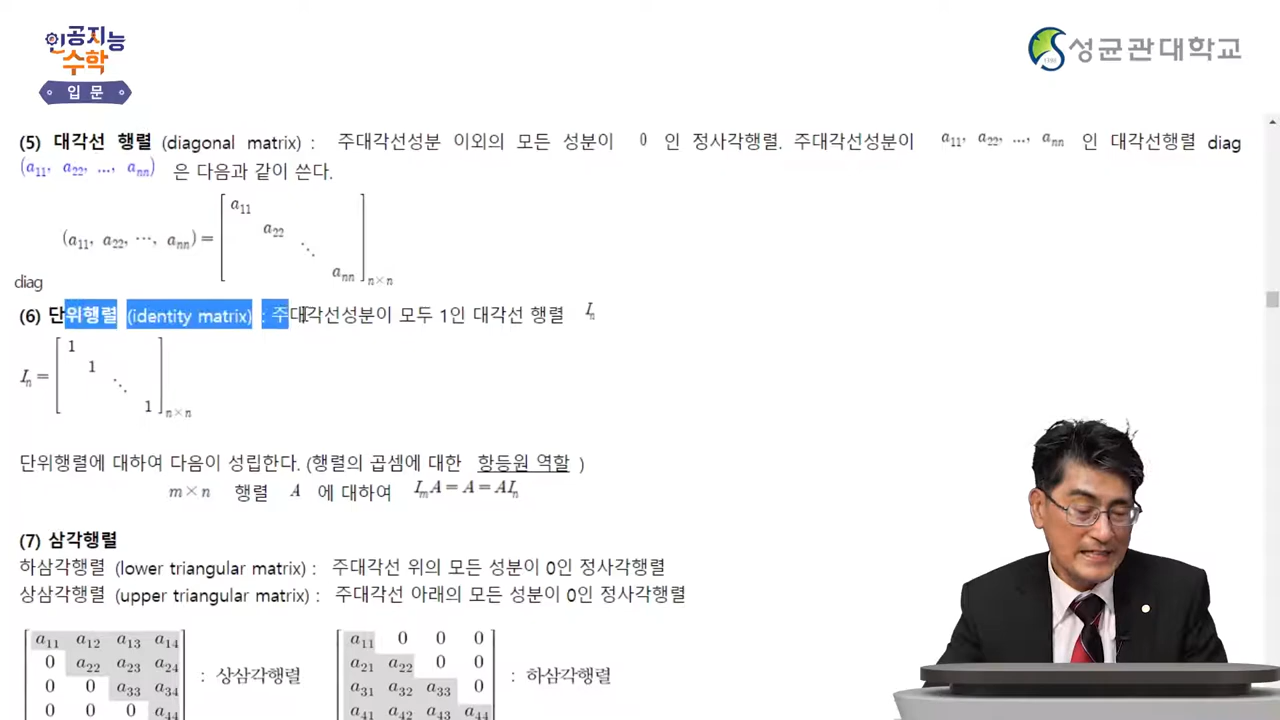 인공지능
수학
입 문
성균관대학교
(5) 대각선 행렬 (diagonal matrix) : 주대각선성분 이외의 모든 성분이 0 인 정사각행렬. 주대각선성분이 a11, a22, ..., ann 인 대각선행렬 diag
(a11, a22, ..., ann) 은 다음과 같이 쓴다.
(a11, a22, ⋯, ann) = [a11 a22 ⋱ ann] n×n
diag
(6) 단위행렬 (identity matrix) : 주대각선성분이 모두 1인 대각선 행렬 In
In = [1 1 ⋱ 1] n×n
단위행렬에 대하여 다음이 성립한다. (행렬의 곱셈에 대한 항등원 역할 )
m×n 행렬 A 에 대하여 ImA = A = AIn
(7) 삼각행렬
하삼각행렬 (lower triangular matrix) : 주대각선 위의 모든 성분이 0인 정사각행렬
상삼각행렬 (upper triangular matrix) : 주대각선 아래의 모든 성분이 0인 정사각행렬
a11 a12 a13 a14
0 a22 a23 a24
0 0 a33 a34
0 0 0 a44
: 상삼각행렬
a11 0 0 0
a21 a22 0 0
a31 a32 a33 0
a41 a42 a43 a44
: 하삼각행렬